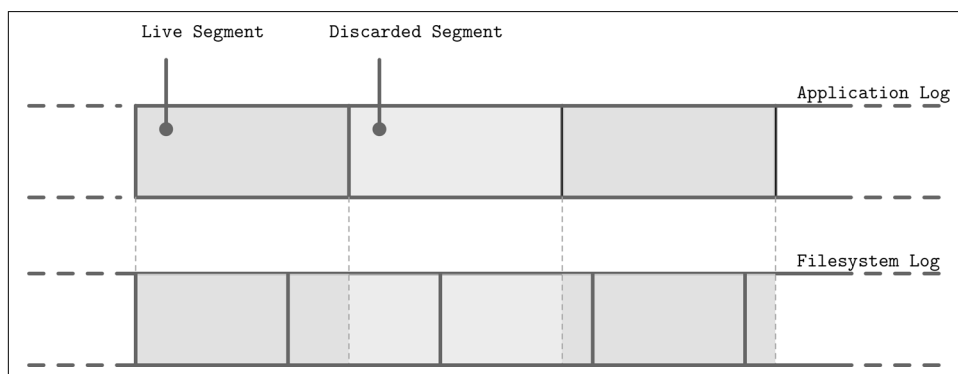 Live Segment
Discarded Segment
Application Log
Filesystem Log